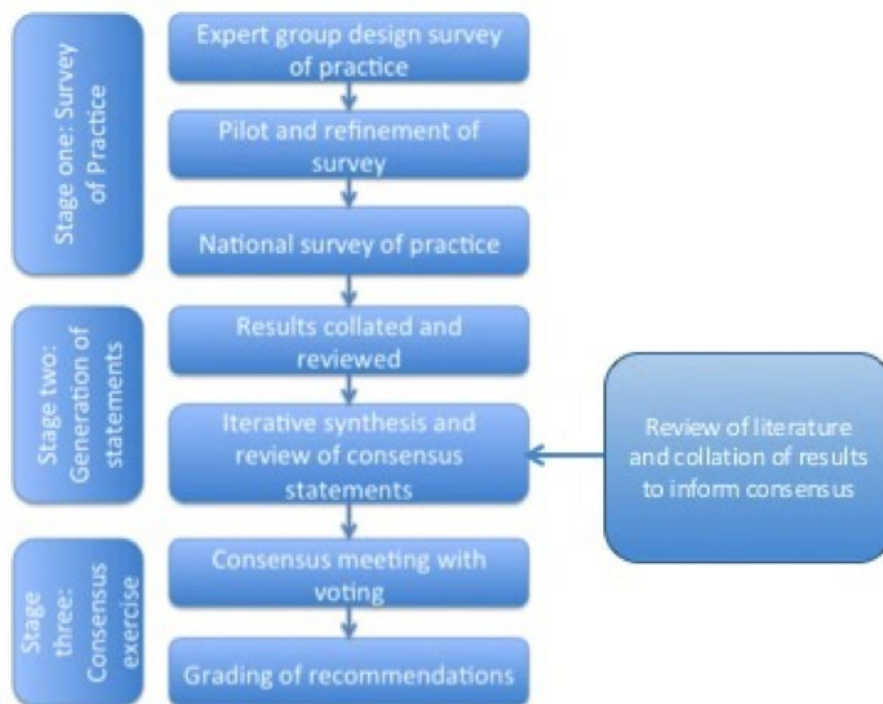 Stage one: Survey
of Practice
Expert group design survey
of practice
Pilot and refinement of
survey
National survey of practice
Stage two:
Generation of
statements
Results collated and
reviewed
Iterative synthesis and
review of consensus
statements
Review of literature
and collation of results
to inform consensus
Stage
three:
Consensus
exercise
Consensus meeting with
voting
Grading of recommendations